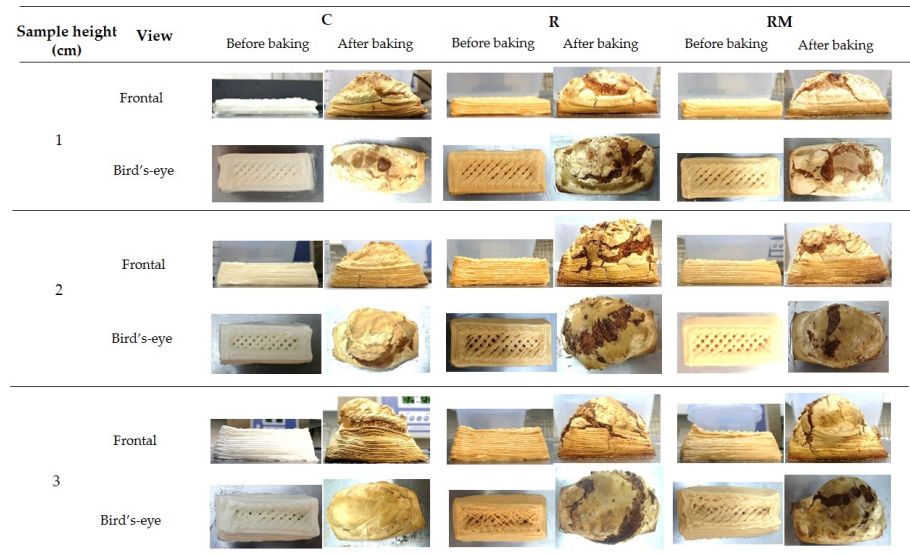 Sample height (cm) View C R RM
Before baking After baking Before baking After baking Before baking After baking
1 Frontal
Bird's-eye
2 Frontal
Bird's-eye
3 Frontal
Bird's-eye